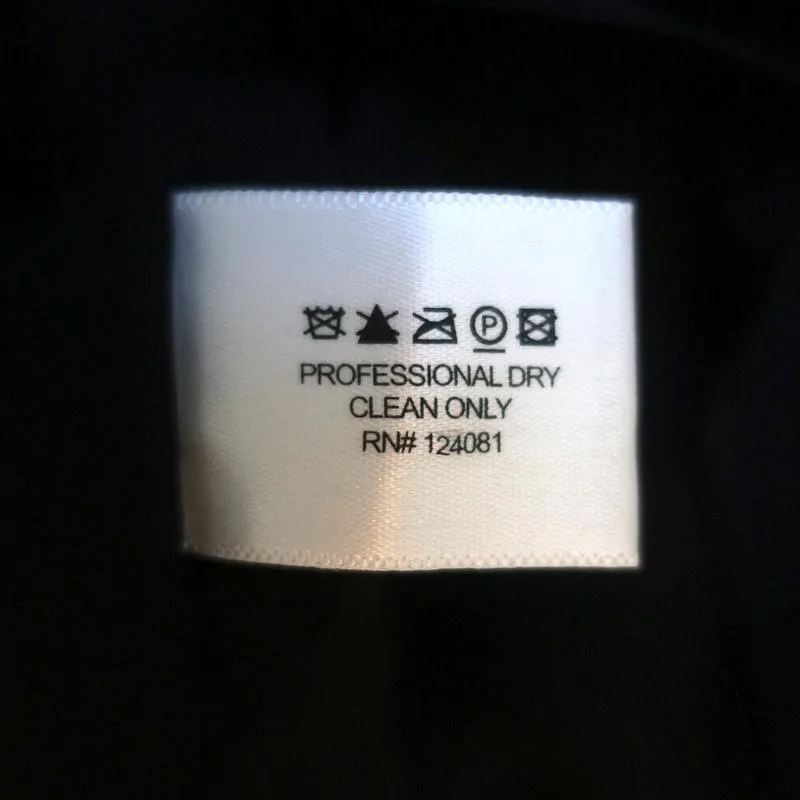 PROFESSIONAL DRY
CLEAN ONLY
RN# 124081